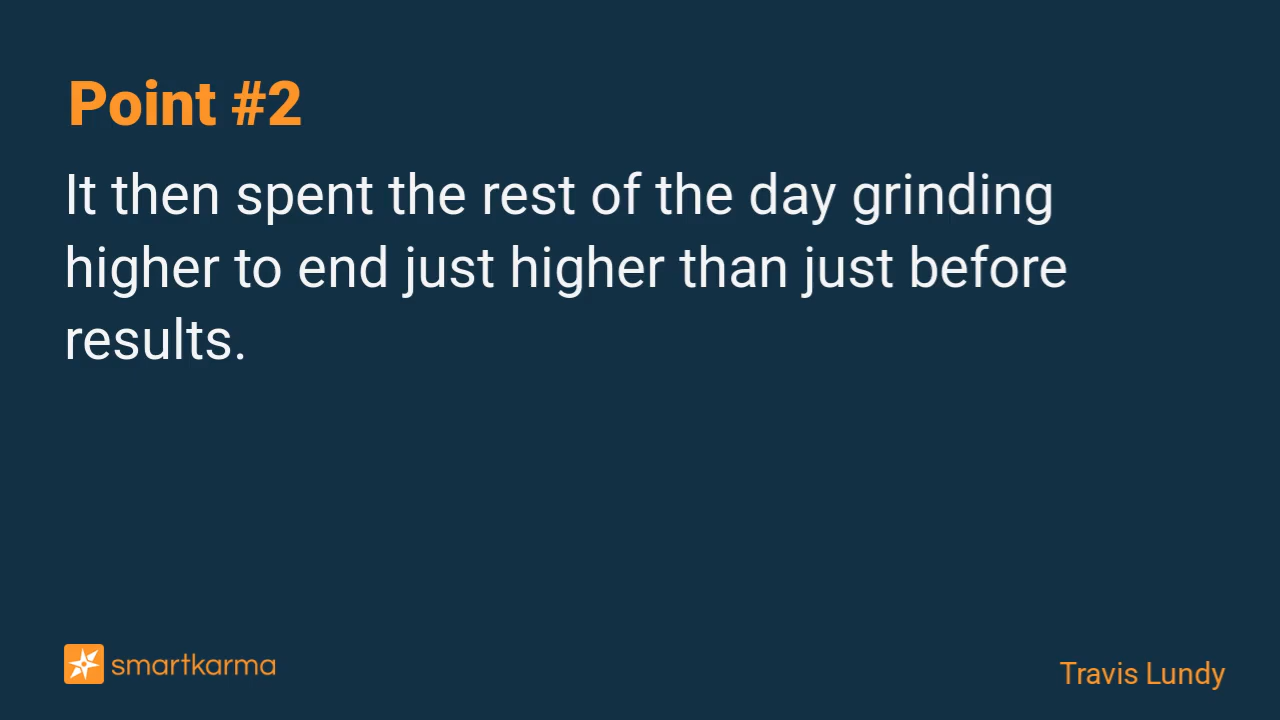 Point #2
It then spent the rest of the day grinding
higher to end just higher than just before
results.
smartkarma
Travis Lundy